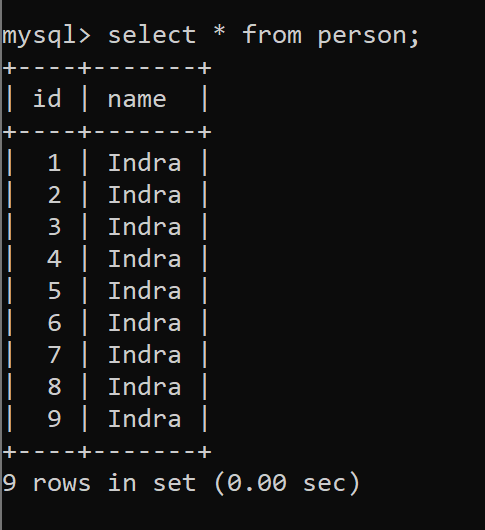 mysql> select * from person;
+----+-------+
| id | name  |
+----+-------+
|  1 | Indra |
|  2 | Indra |
|  3 | Indra |
|  4 | Indra |
|  5 | Indra |
|  6 | Indra |
|  7 | Indra |
|  8 | Indra |
|  9 | Indra |
+----+-------+
9 rows in set (0.00 sec)